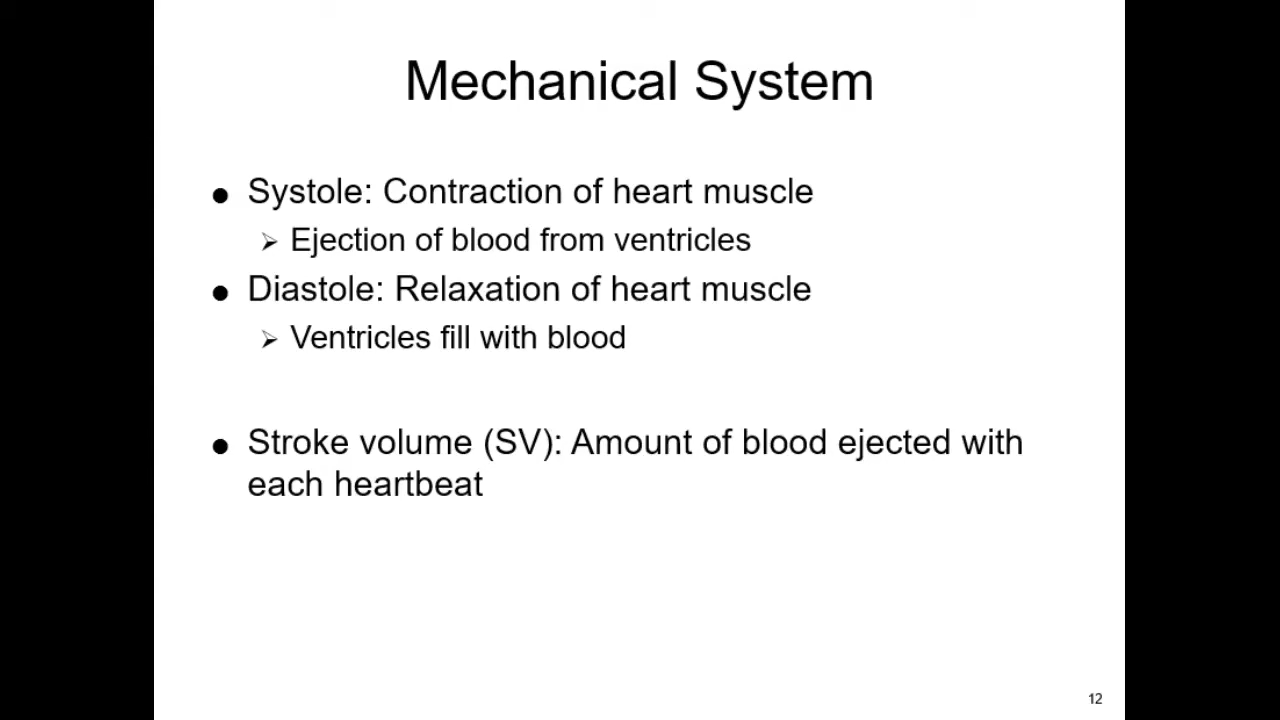 Mechanical System
● Systole: Contraction of heart muscle
➢ Ejection of blood from ventricles
● Diastole: Relaxation of heart muscle
➢ Ventricles fill with blood
● Stroke volume (SV): Amount of blood ejected with
each heartbeat
12